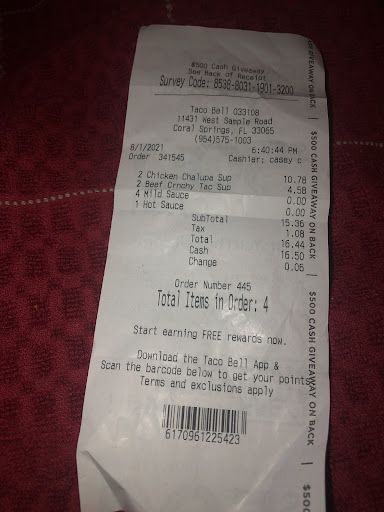 $500 Cash Giveaway
See Back of Receipt
Survey Code: 8536-8031-1901-3200
Taco Bell 033108
11431 West Sample Road
Coral Springs, FL 33065
(954)575-1003
8/1/2021 6:40:44 PM
Order 341545 Cashier: casey c
2 Chicken Chalupa Sup 10.78
2 Beef Crnchy Tac Sup 4.58
4 Mild Sauce 0.00
1 Hot Sauce 0.00
SubTotal 15.36
Tax 1.08
Total 16.44
Cash 16.50
Change 0.06
Order Number 445
Total Items in Order: 4
Start earning FREE rewards now.
Download the Taco Bell App &
Scan the barcode below to get your points
Terms and exclusions apply
6170961225423
GIVEAWAY ON BACK | $500 CASH GIVEAWAY ON BACK | $500 CASH GIVEAWAY ON BACK | $500